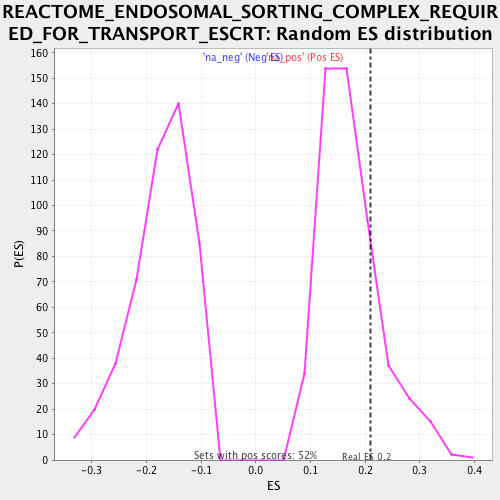 REACTOME_ENDOSOMAL_SORTING_COMPLEX_REQUIR
ED_FOR_TRANSPORT_ESCRT: Random ES distribution
'na_neg' (Neg ES)
'na_pos' (Pos ES)
160
150
140
130
120
110
100
90
80
70
60
50
40
30
20
10
0
P(ES)
Sets with pos scores: 52%
Real ES 0.2
-0.3 -0.2 -0.1 0.0 0.1 0.2 0.3 0.4
ES